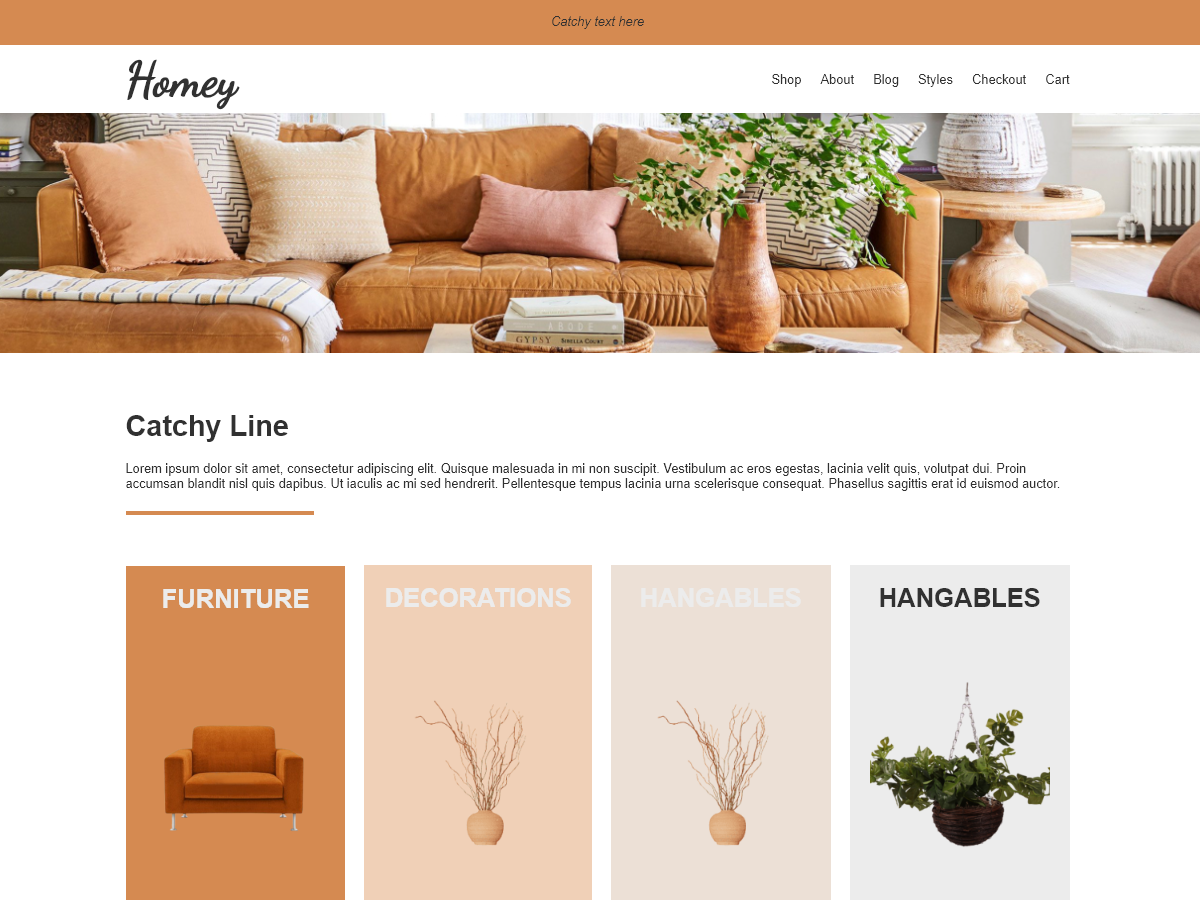 Catchy text here
Homey
Shop About Blog Styles Checkout Cart
ABODE
GYPSY SIBELLA COURT
Catchy Line
Lorem ipsum dolor sit amet, consectetur adipiscing elit. Quisque malesuada in mi non suscipit. Vestibulum ac eros egestas, lacinia velit quis, volutpat dui. Proin
accumsan blandit nisl quis dapibus. Ut iaculis ac mi sed hendrerit. Pellentesque tempus lacinia urna scelerisque consequat. Phasellus sagittis erat id euismod auctor.
FURNITURE DECORATIONS HANGABLES HANGABLES